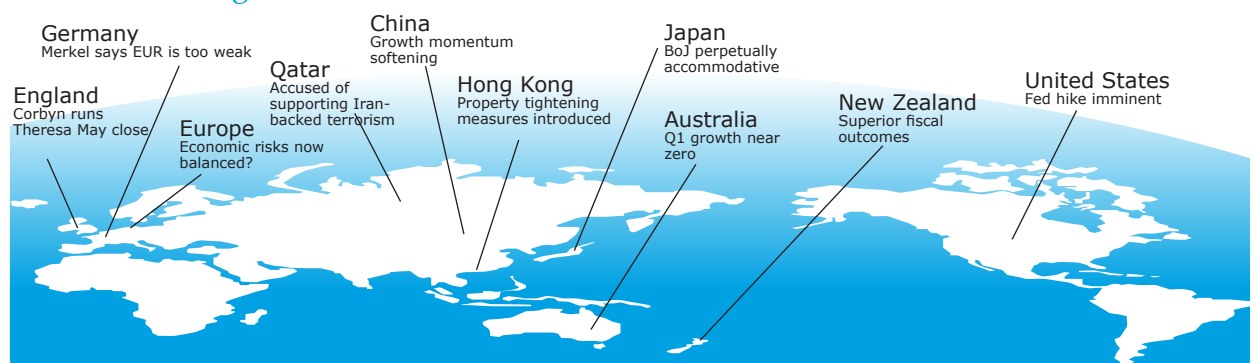 Germany
Merkel says EUR is too weak
England
Corbyn runs
Theresa May close
Europe
Economic risks now
balanced?
Qatar
Accused of
supporting Iran-
backed terrorism
China
Growth momentum
softening
Hong Kong
Property tightening
measures introduced
Japan
BoJ perpetually
accommodative
Australia
Q1 growth near
zero
New Zealand
Superior fiscal
outcomes
United States
Fed hike imminent